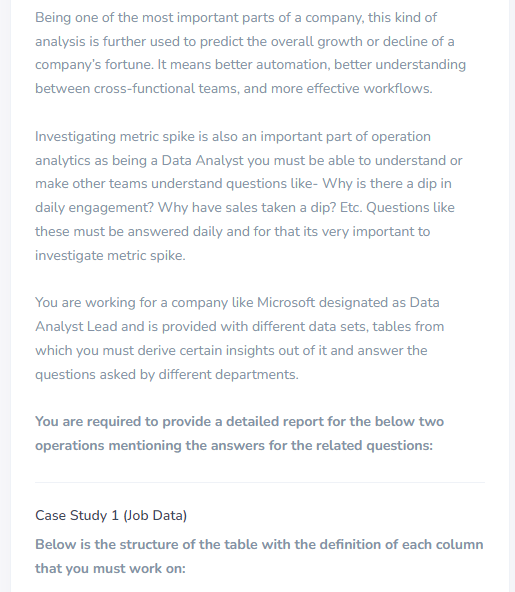 Being one of the most important parts of a company, this kind of
analysis is further used to predict the overall growth or decline of a
company’s fortune. It means better automation, better understanding
between cross-functional teams, and more effective workflows.
Investigating metric spike is also an important part of operation
analytics as being a Data Analyst you must be able to understand or
make other teams understand questions like- Why is there a dip in
daily engagement? Why have sales taken a dip? Etc. Questions like
these must be answered daily and for that its very important to
investigate metric spike.
You are working for a company like Microsoft designated as Data
Analyst Lead and is provided with different data sets, tables from
which you must derive certain insights out of it and answer the
questions asked by different departments.
You are required to provide a detailed report for the below two
operations mentioning the answers for the related questions:
Case Study 1 (Job Data)
Below is the structure of the table with the definition of each column
that you must work on: